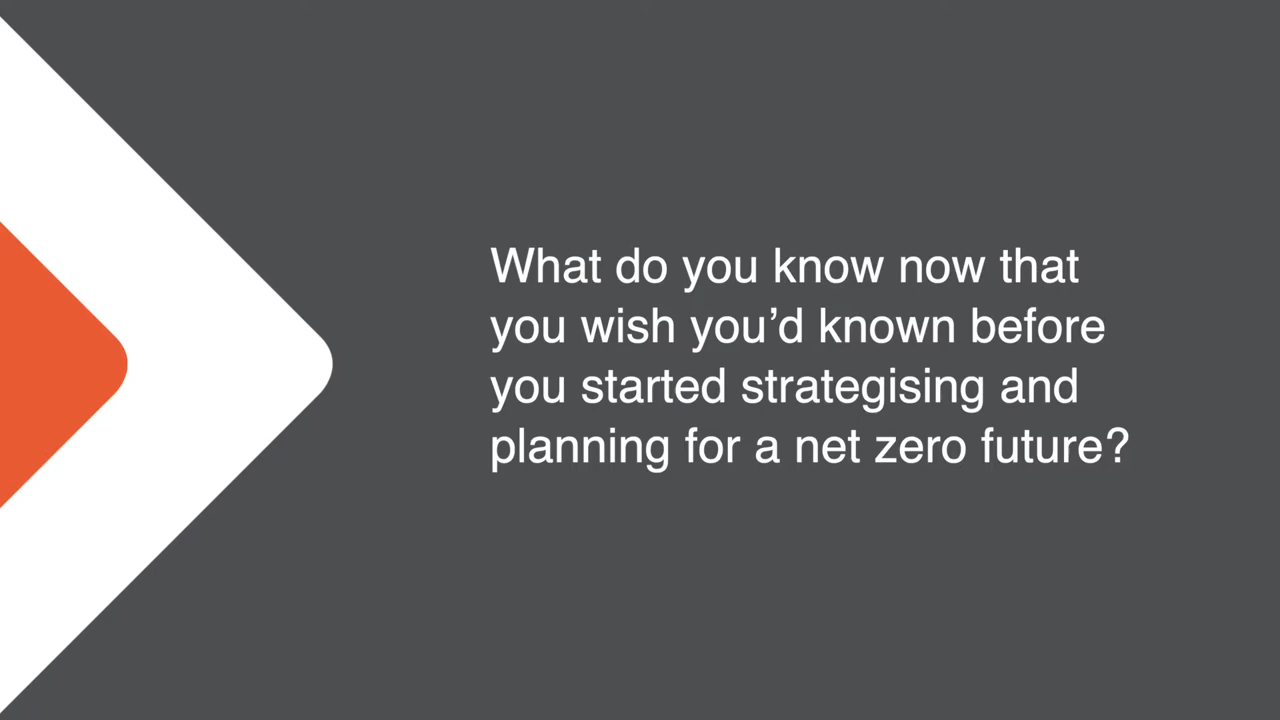 What do you know now that
you wish you’d known before
you started strategising and
planning for a net zero future?